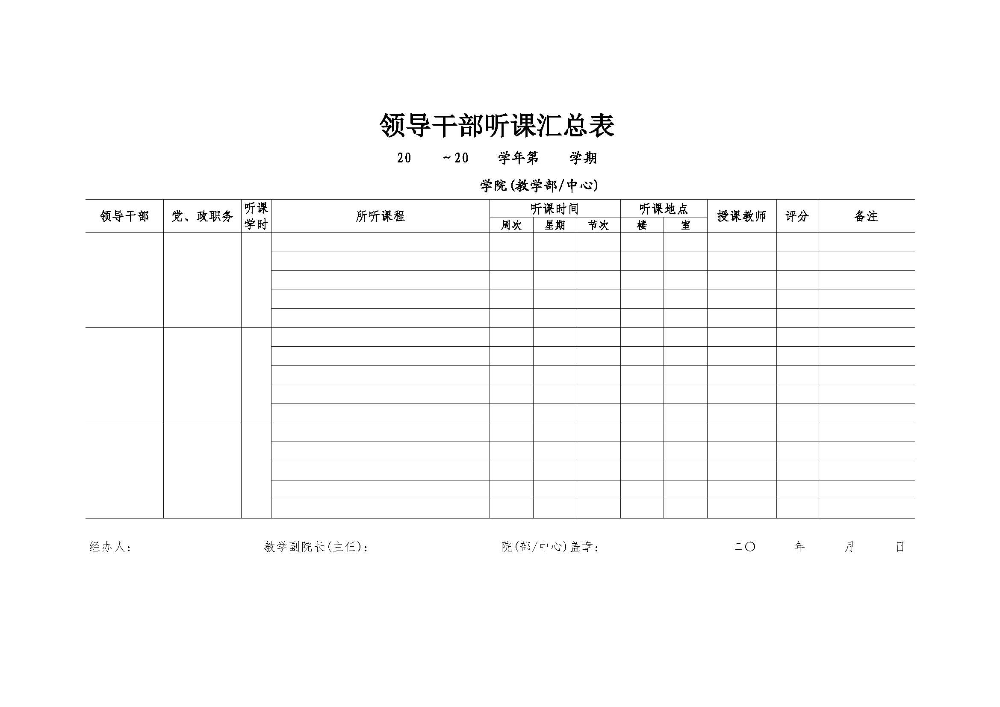 领导干部听课汇总表
20 ~20 学年第 学期
学院(教学部/中心)
领导干部 党、政职务 听课学时 所听课程 听课时间 听课地点 授课教师 评分 备注
周次 星期 节次 楼 室
经办人: 教学副院长(主任): 院(部/中心)盖章: 二〇 年 月 日